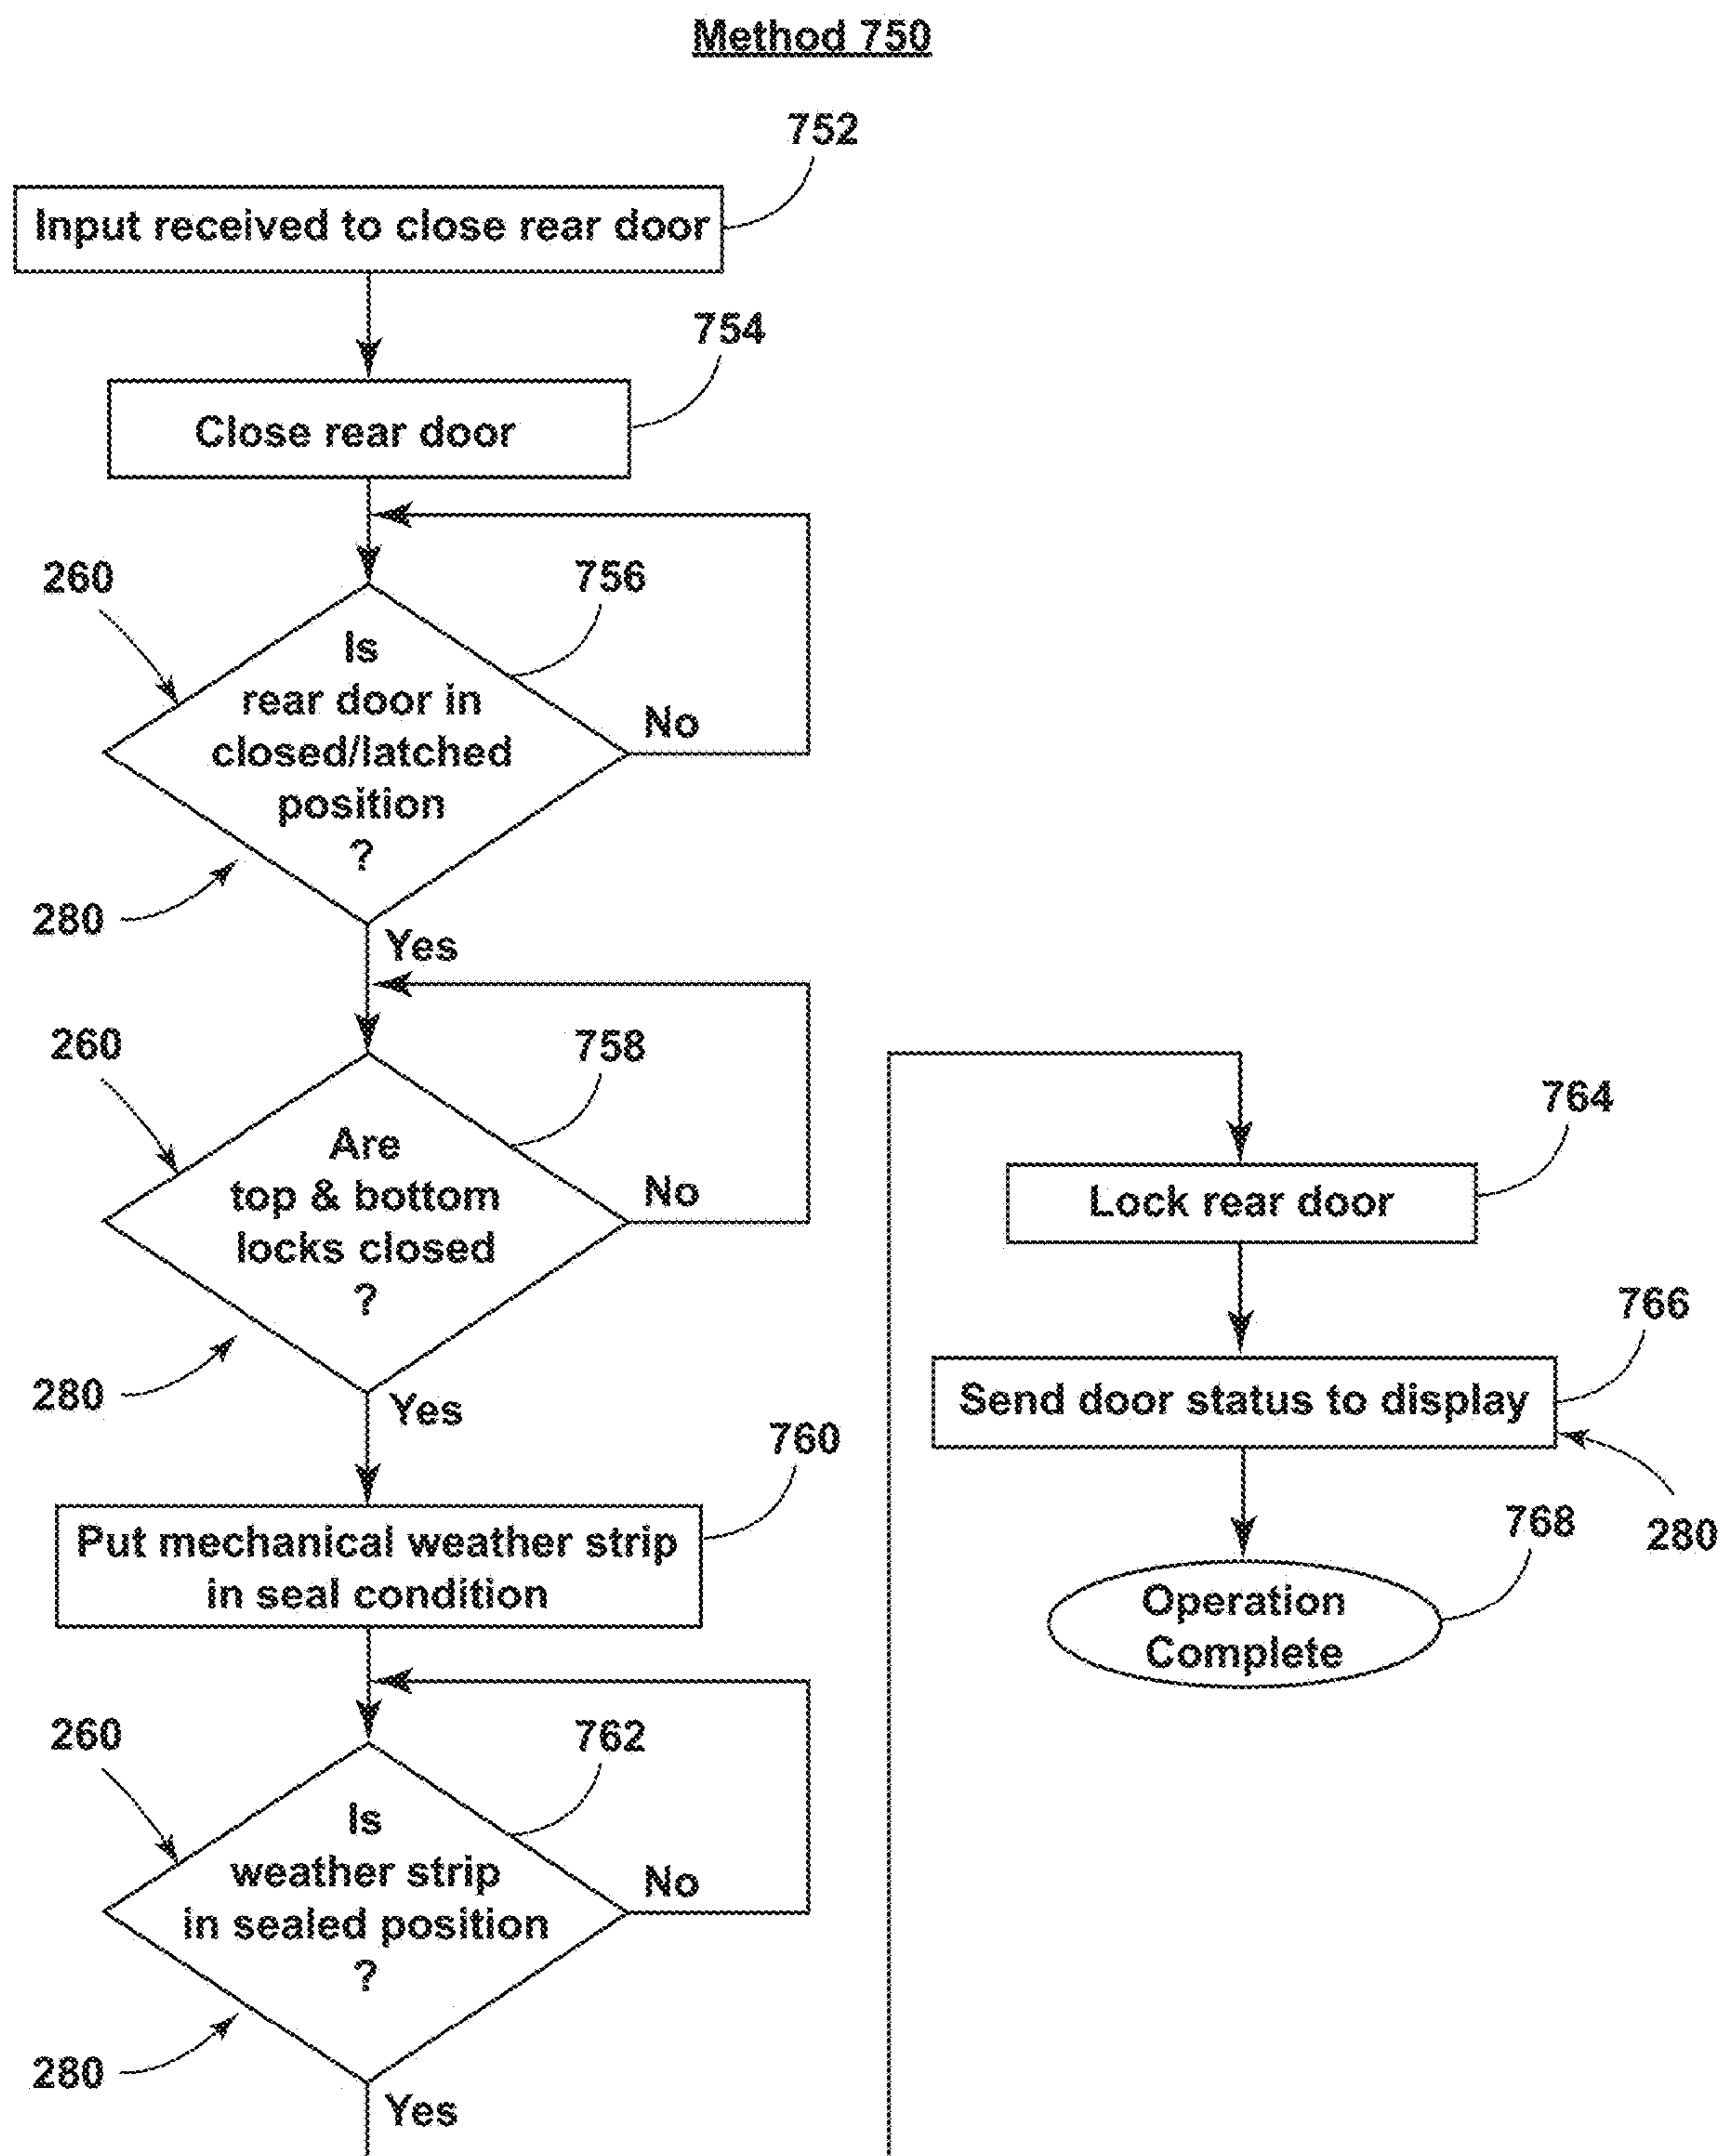 Method 750
752
Input received to close rear door
754
Close rear door
260
756
Is
rear door in
closed/latched
position
?
No
280
Yes
260
758
Are
top & bottom
locks closed
?
No
280
Yes
760
Put mechanical weather strip
in seal condition
260
762
Is
weather strip
in sealed position
?
No
280
Yes
764
Lock rear door
766
Send door status to display
280
768
Operation
Complete